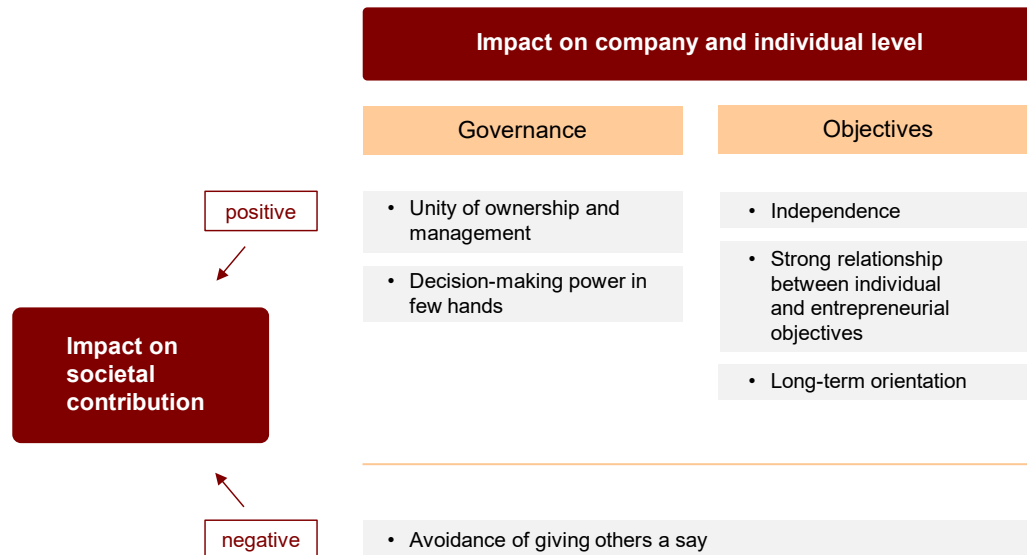 Impact on company and individual level
Governance
Objectives
positive
• Unity of ownership and
management
• Decision-making power in
few hands
• Independence
• Strong relationship
between individual
and entrepreneurial
objectives
• Long-term orientation
Impact on
societal
contribution
negative
• Avoidance of giving others a say